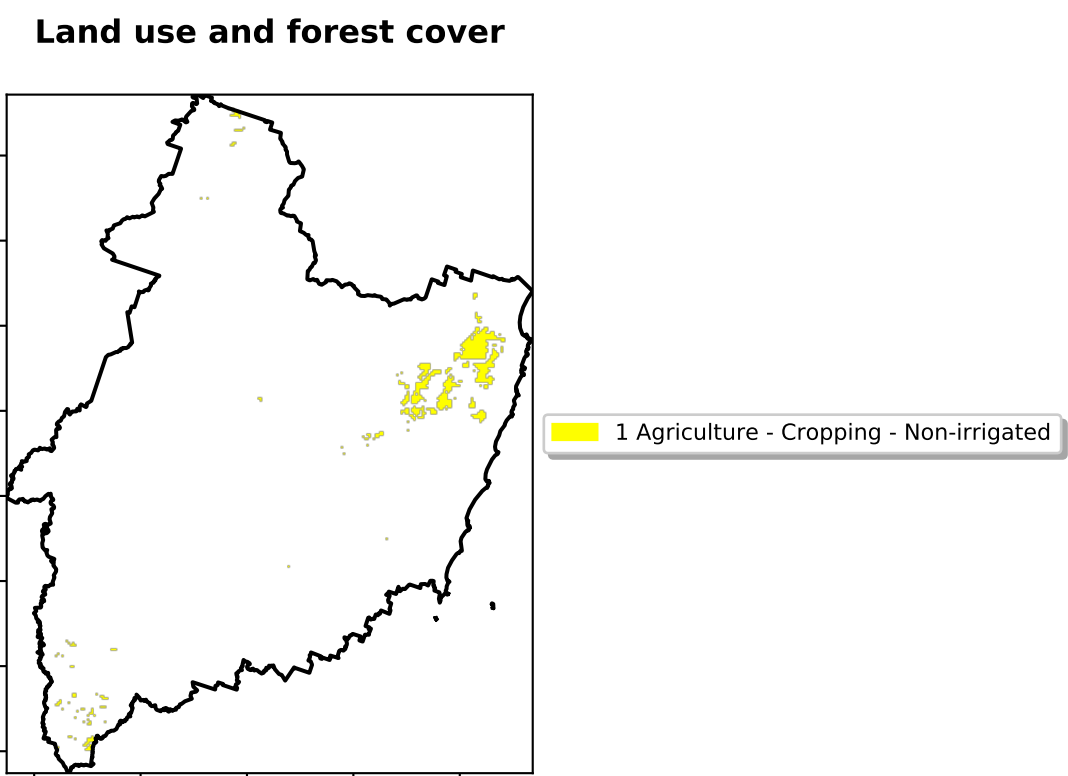 Land use and forest cover
1 Agriculture - Cropping - Non-irrigated